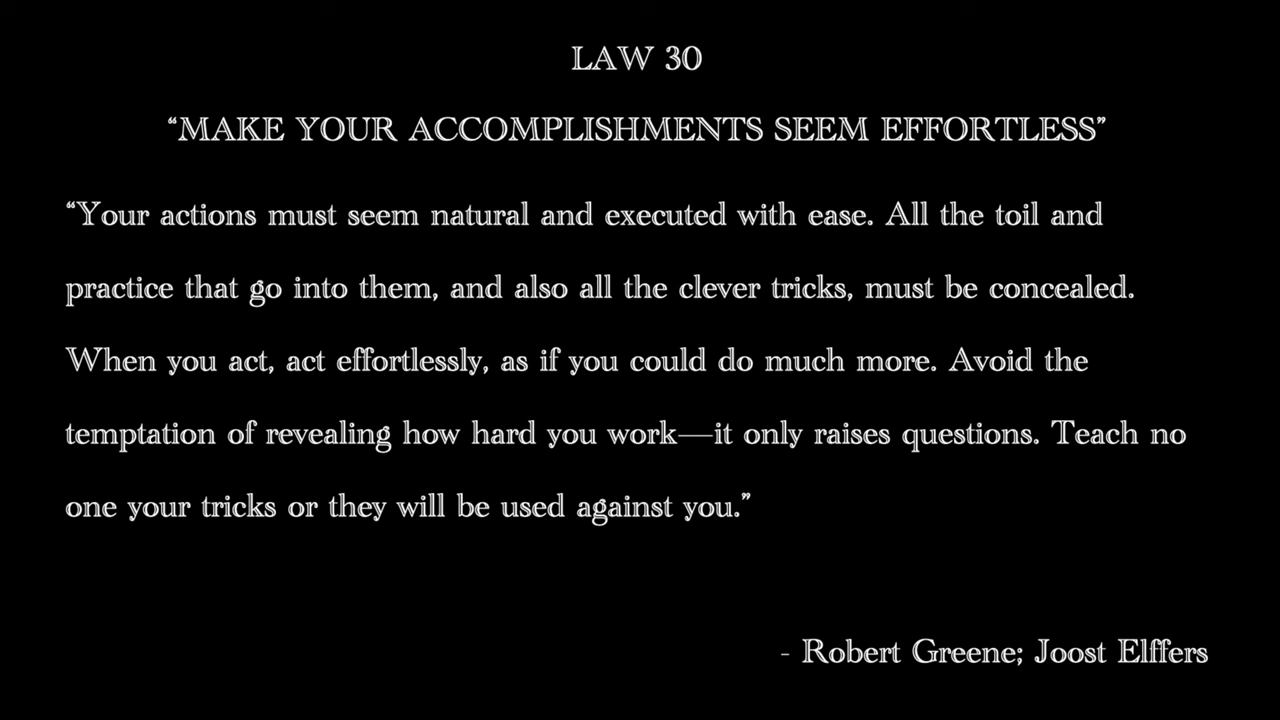 LAW 30
“MAKE YOUR ACCOMPLISHMENTS SEEM EFFORTLESS”
“Your actions must seem natural and executed with ease. All the toil and
practice that go into them, and also all the clever tricks, must be concealed.
When you act, act effortlessly, as if you could do much more. Avoid the
temptation of revealing how hard you work—it only raises questions. Teach no
one your tricks or they will be used against you.”
- Robert Greene; Joost Elffers